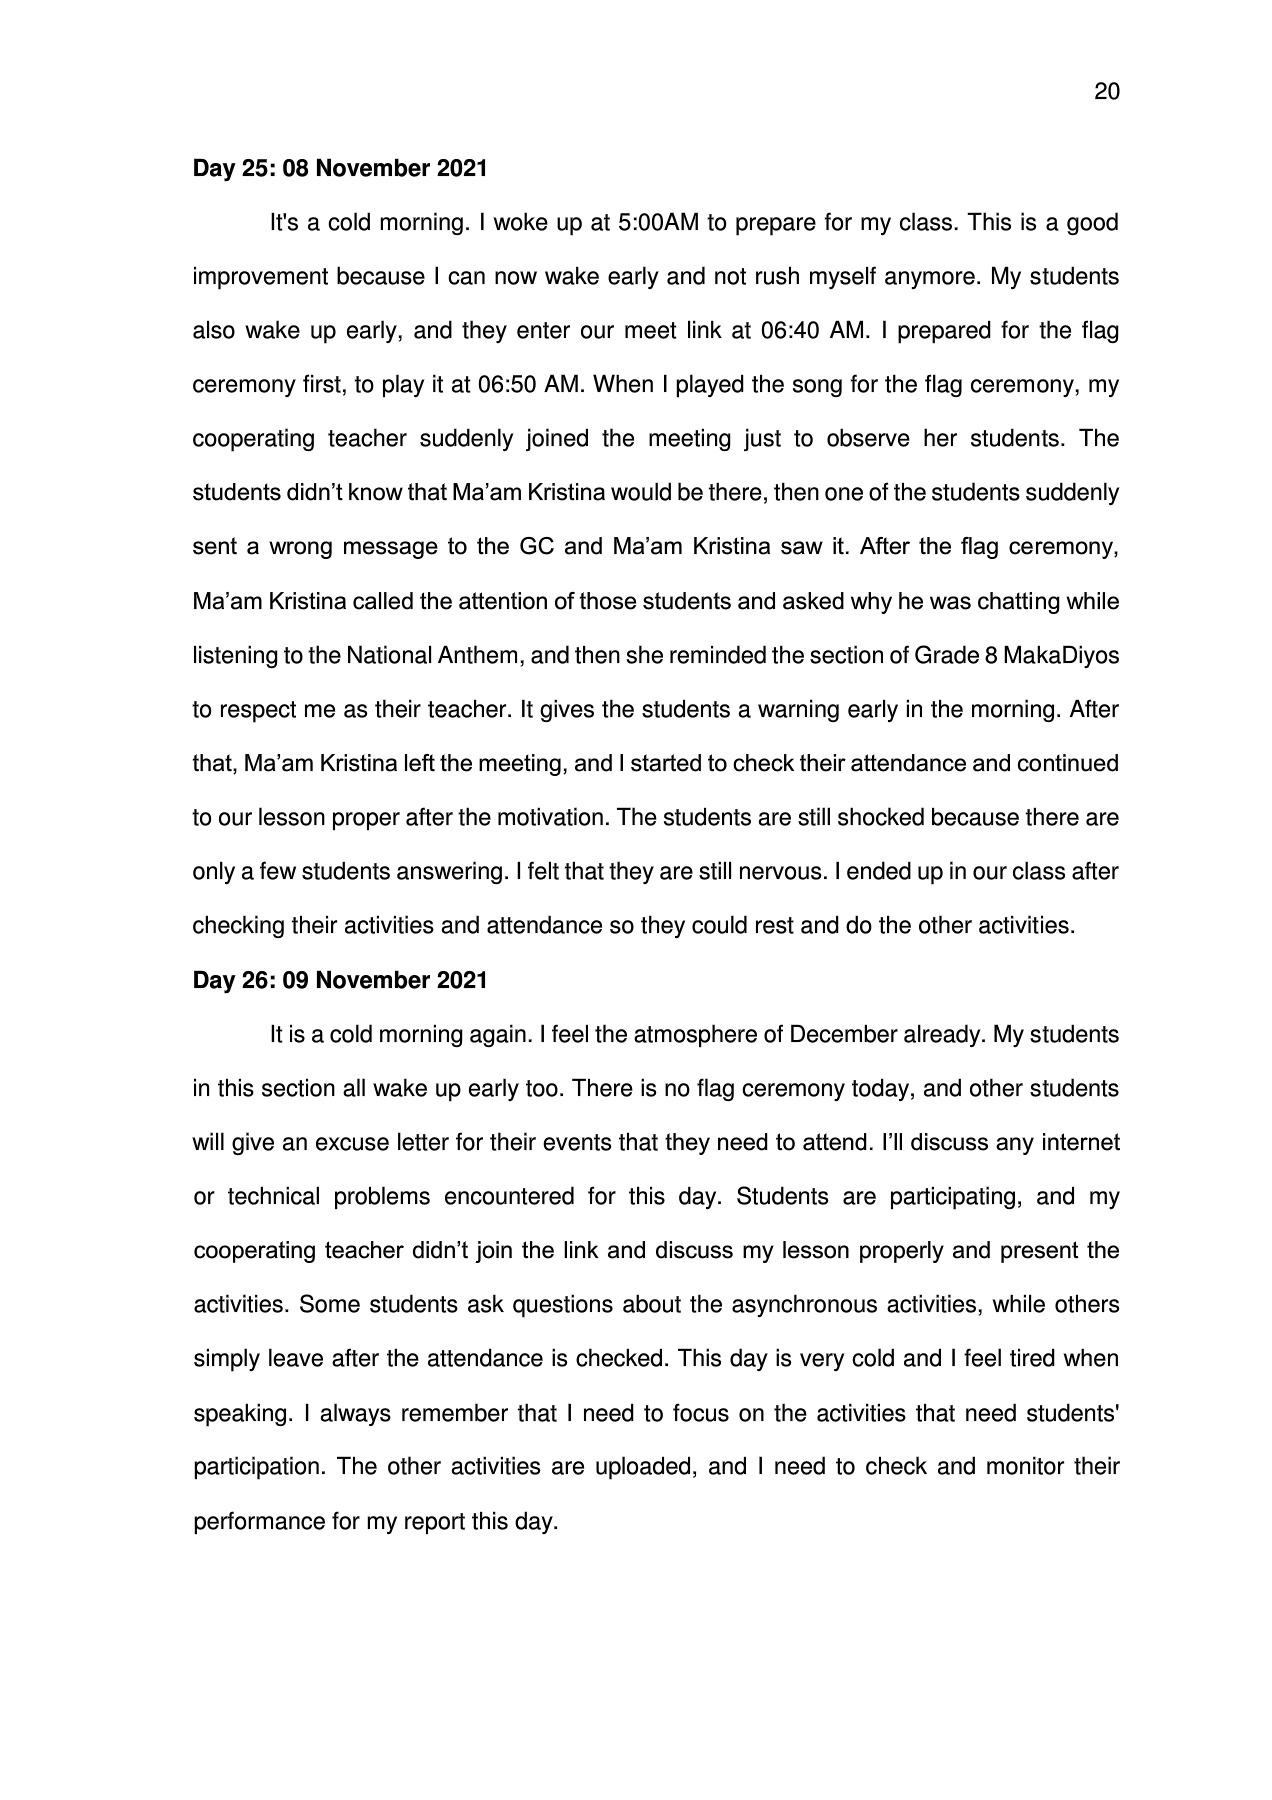 20
Day 25: 08 November 2021
It's a cold morning. I woke up at 5:00AM to prepare for my class. This is a good
improvement because I can now wake early and not rush myself anymore. My students
also wake up early, and they enter our meet link at 06:40 AM. I prepared for the flag
ceremony first, to play it at 06:50 AM. When I played the song for the flag ceremony, my
cooperating teacher suddenly joined the meeting just to observe her students. The
students didn’t know that Ma’am Kristina would be there, then one of the students suddenly
sent a wrong message to the GC and Ma’am Kristina saw it. After the flag ceremony,
Ma’am Kristina called the attention of those students and asked why he was chatting while
listening to the National Anthem, and then she reminded the section of Grade 8 MakaDiyos
to respect me as their teacher. It gives the students a warning early in the morning. After
that, Ma’am Kristina left the meeting, and I started to check their attendance and continued
to our lesson proper after the motivation. The students are still shocked because there are
only a few students answering. I felt that they are still nervous. I ended up in our class after
checking their activities and attendance so they could rest and do the other activities.
Day 26: 09 November 2021
It is a cold morning again. I feel the atmosphere of December already. My students
in this section all wake up early too. There is no flag ceremony today, and other students
will give an excuse letter for their events that they need to attend. I’ll discuss any internet
or technical problems encountered for this day. Students are participating, and my
cooperating teacher didn’t join the link and discuss my lesson properly and present the
activities. Some students ask questions about the asynchronous activities, while others
simply leave after the attendance is checked. This day is very cold and I feel tired when
speaking. I always remember that I need to focus on the activities that need students'
participation. The other activities are uploaded, and I need to check and monitor their
performance for my report this day.